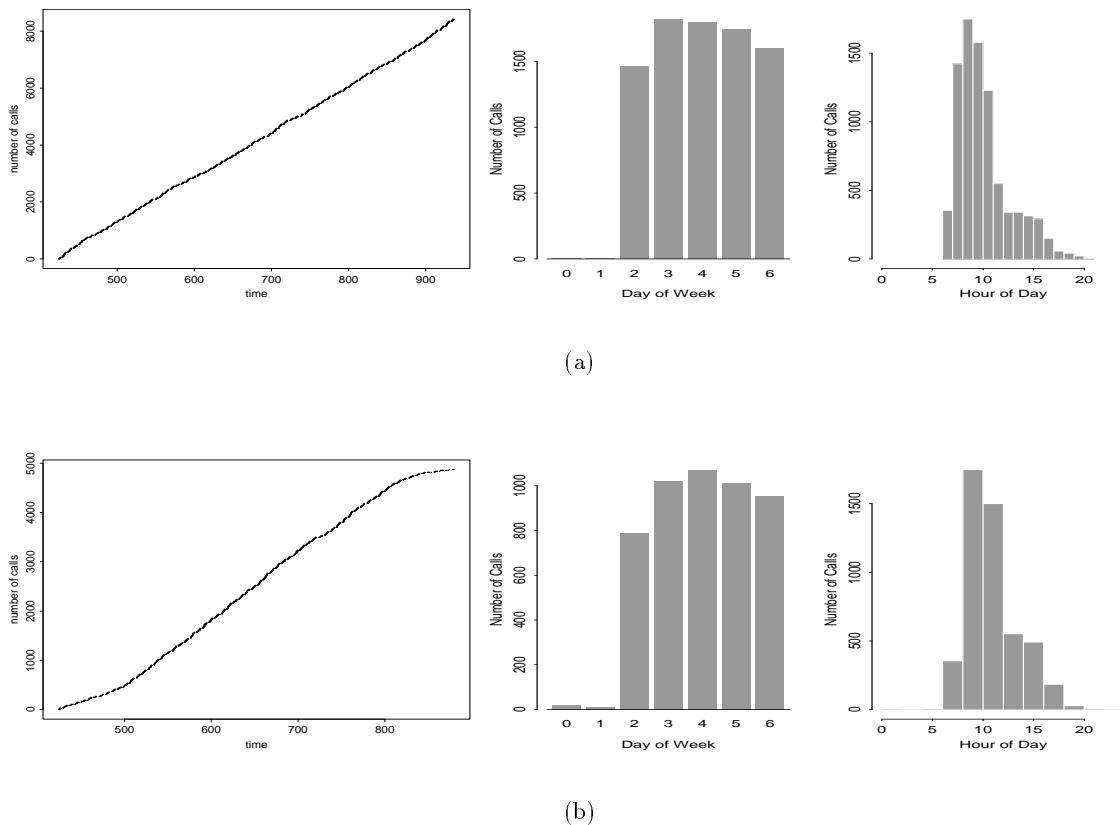 number of calls
0 2000 4000 6000 8000
500 600 700 800 900
time
Number of Calls
0 500 1000 1500
0 1 2 3 4 5 6
Day of Week
Number of Calls
0 500 1000 1500
0 5 10 15 20
Hour of Day
(a)
number of calls
0 1000 2000 3000 4000 5000
500 600 700 800
time
Number of Calls
0 200 400 600 800 1000
0 1 2 3 4 5 6
Day of Week
Number of Calls
0 500 1000 1500
0 5 10 15 20
Hour of Day
(b)